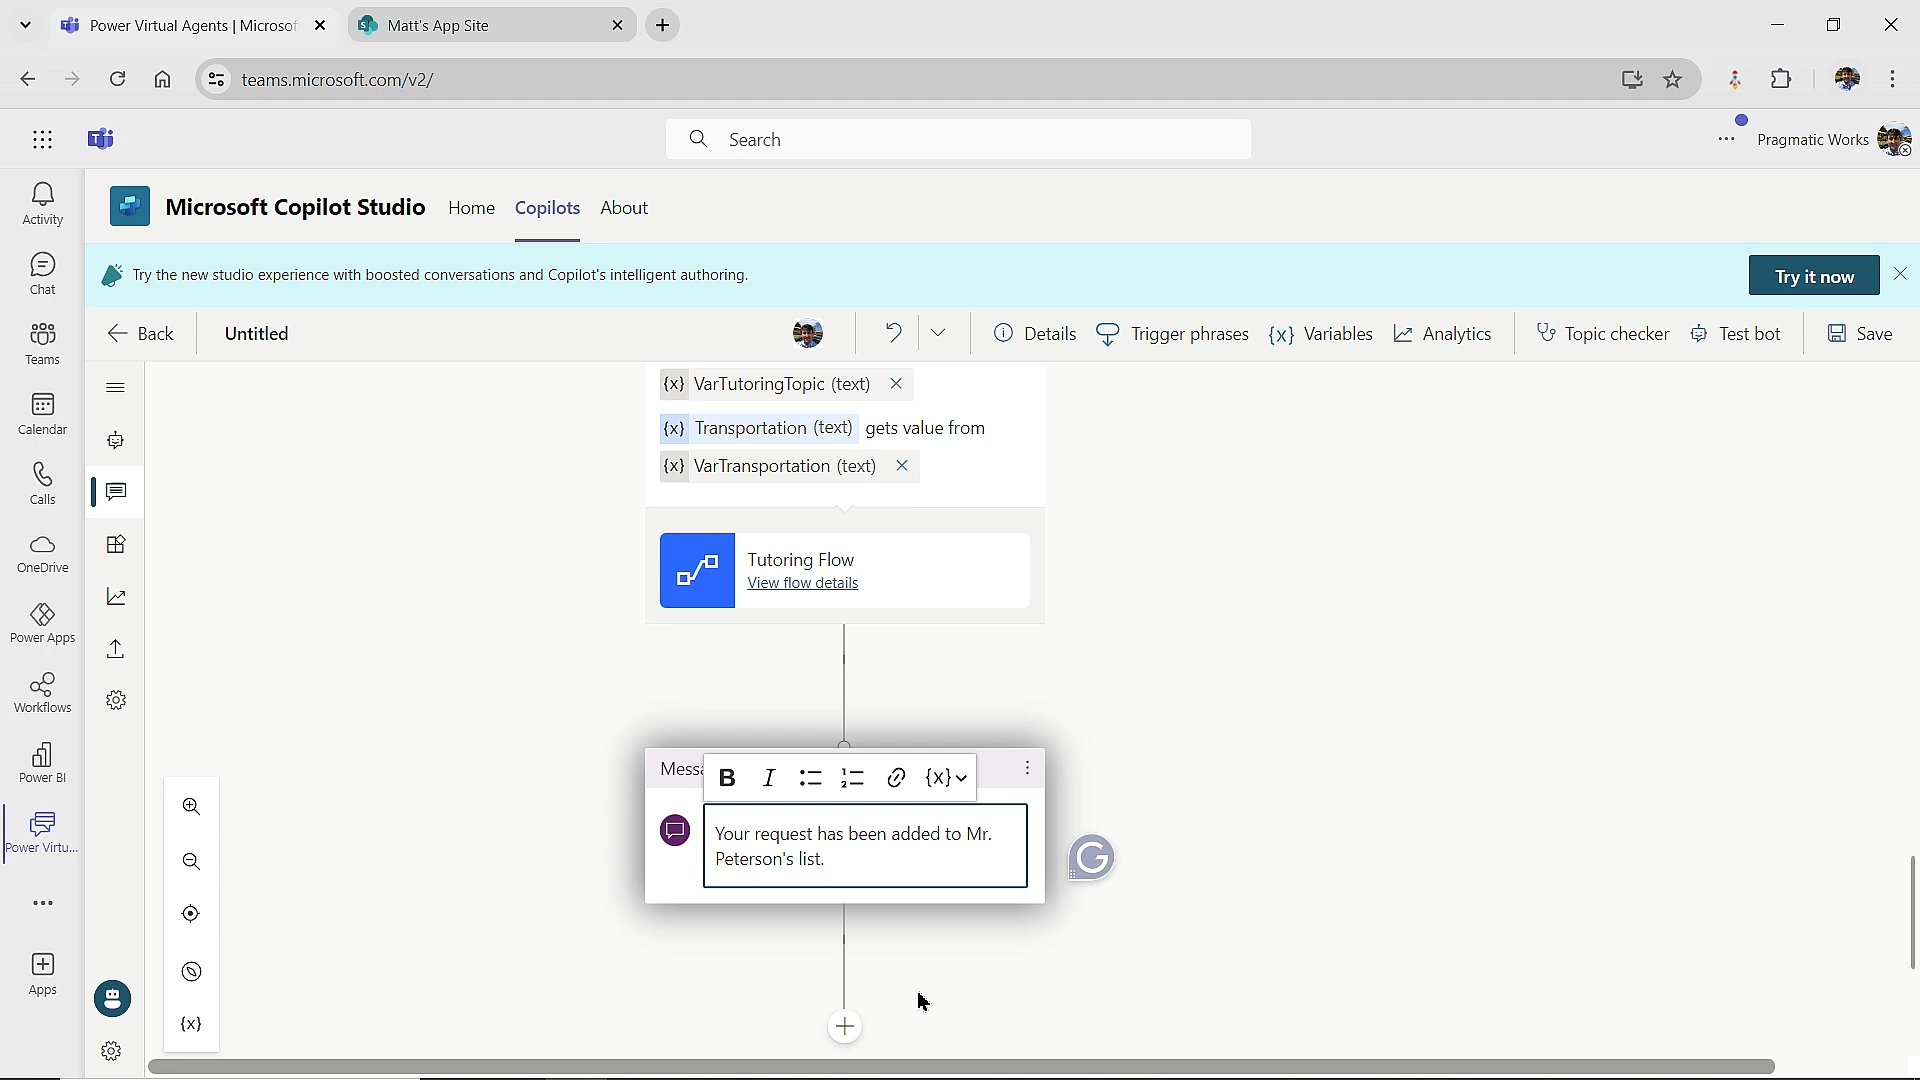 Power Virtual Agents | Microsof
Matt's App Site
teams.microsoft.com/v2/
Search
Pragmatic Works
Activity
Chat
Teams
Calendar
Calls
OneDrive
Power Apps
Workflows
Power BI
Power Virtu...
Apps
Microsoft Copilot Studio
Home
Copilots
About
Try the new studio experience with boosted conversations and Copilot's intelligent authoring.
Try it now
Back
Untitled
Details
Trigger phrases
{x} Variables
Analytics
Topic checker
Test bot
Save
{x} VarTutoringTopic (text)
{x} Transportation (text) gets value from
{x} VarTransportation (text)
Tutoring Flow
View flow details
Messa
B I {x}
Your request has been added to Mr.
Peterson's list.
G
{x}